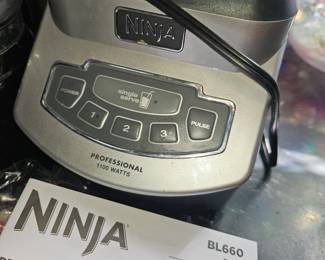 NINJA
single
serve
POWER
1
2
3
PULSE
PROFESSIONAL
1100 WATTS
NINJA
BL660